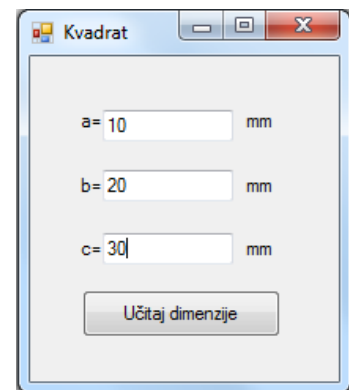 Kvadrat
a= 10 mm
b= 20 mm
c= 30 mm
Učitaj dimenzije